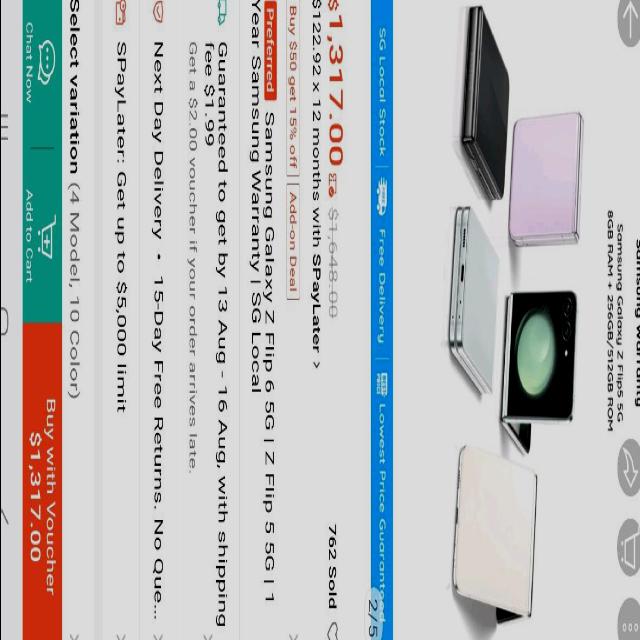 Samsung Galaxy Z Flip5 5G
8GB RAM + 256GB/512GB ROM
SG Local Stock
Free Delivery
Lowest Price Guaranteed
2/5
$1,317.00 $1,648.00
762 Sold
$122.92 x 12 months with SPayLater >
Buy $50 get 15% off
Add-on Deal
Preferred Samsung Galaxy Z Flip 6 5G | Z Flip 5 5G | 1
Year Samsung Warranty | SG Local
Guaranteed to get by 13 Aug - 16 Aug, with shipping
fee $1.99
Get a $2.00 voucher if your order arrives late.
Next Day Delivery • 15-Day Free Returns. No Que...
SPayLater: Get up to $5,000 limit
Select variation (4 Model, 10 Color)
Chat Now
Add to Cart
Buy with Voucher
$1,317.00